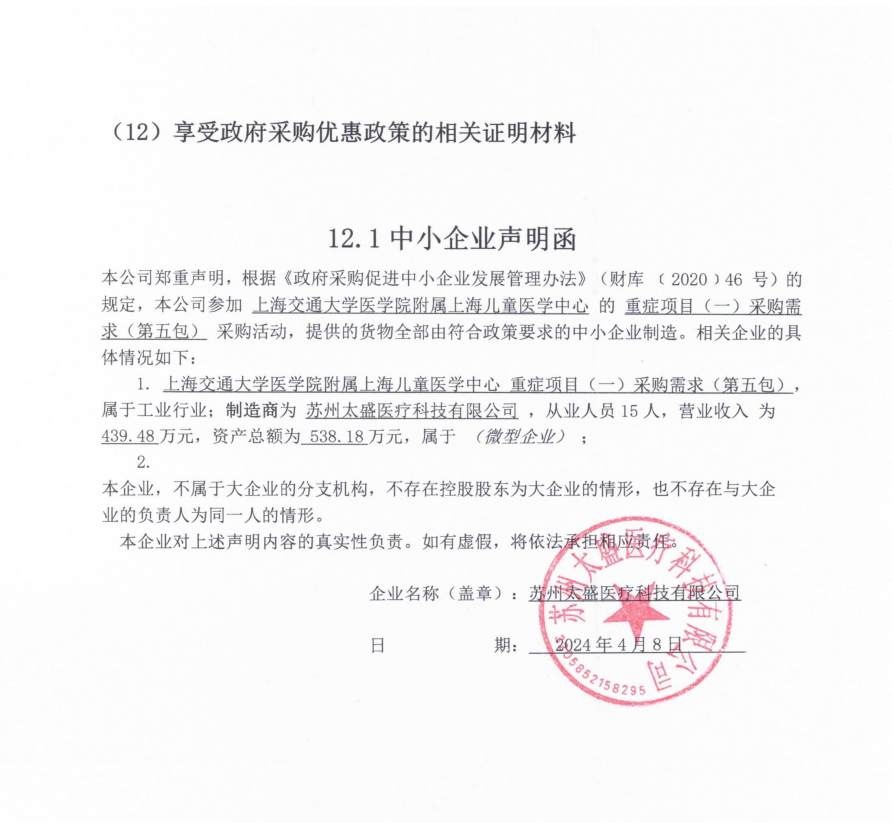 （12）享受政府采购优惠政策的相关证明材料
12.1 中小企业声明函
本公司郑重声明，根据《政府采购促进中小企业发展管理办法》（财库﹝2020﹞46 号）的
规定，本公司参加 上海交通大学医学院附属上海儿童医学中心 的 重症项目（一）采购需
求（第五包） 采购活动，提供的货物全部由符合政策要求的中小企业制造。相关企业的具
体情况如下：
1. 上海交通大学医学院附属上海儿童医学中心 重症项目（一）采购需求（第五包），
属于工业行业；制造商为 苏州太盛医疗科技有限公司 ，从业人员 15 人，营业收入 为
439.48 万元，资产总额为 538.18 万元，属于 （微型企业）；
2.
本企业，不属于大企业的分支机构，不存在控股股东为大企业的情形，也不存在与大企
业的负责人为同一人的情形。
本企业对上述声明内容的真实性负责。如有虚假，将依法承担相应责任。
企业名称（盖章）：苏州太盛医疗科技有限公司
日 期： 2024 年 4 月 8 日
苏州太盛医疗科技有限公司
3205852158295